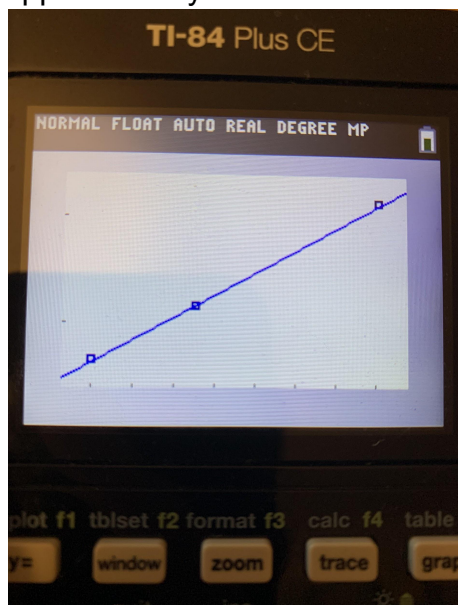 TI-84 Plus CE
NORMAL FLOAT AUTO REAL DEGREE MP
plot f1 tblset f2 format f3 calc f4 table
y= window zoom trace